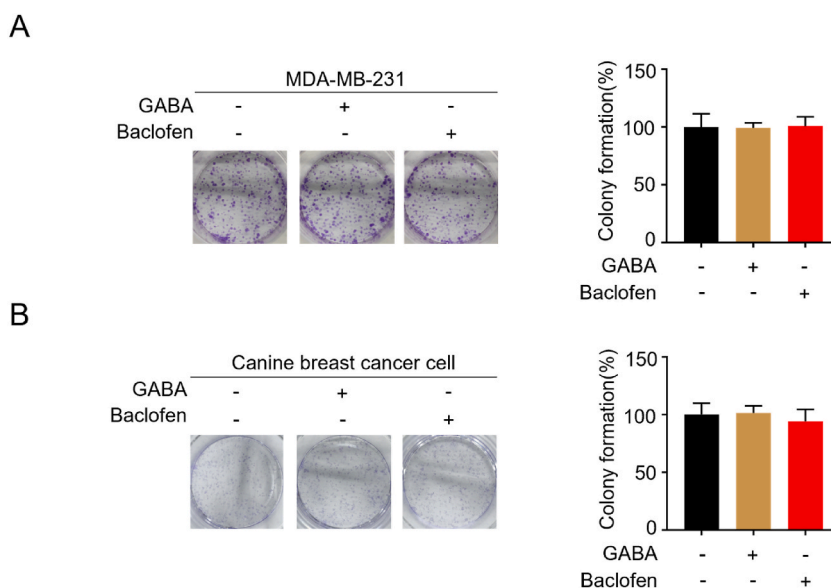 A
MDA-MB-231
GABA - + -
Baclofen - - +
Colony formation(%)
150
100
50
0
GABA - + -
Baclofen - - +
B
Canine breast cancer cell
GABA - + -
Baclofen - - +
Colony formation(%)
150
100
50
0
GABA - + -
Baclofen - - +